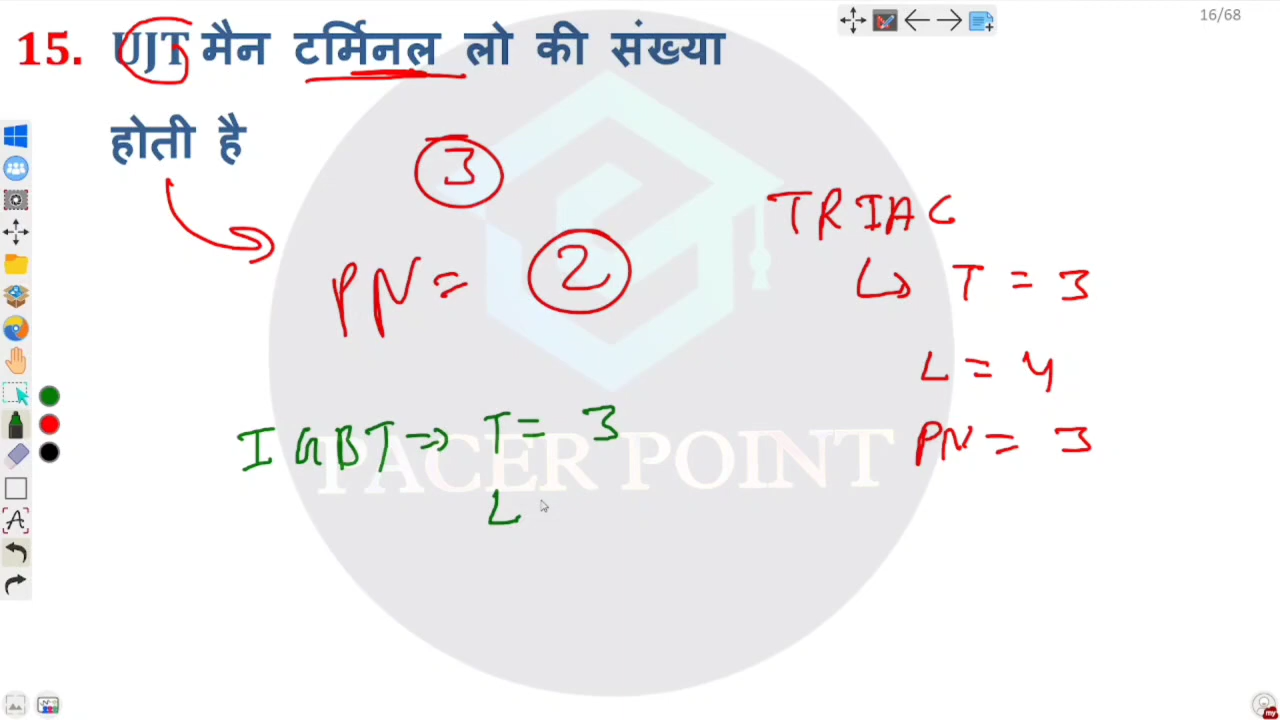 16/68
15. UJT मैन टर्मिनल लो की संख्या
होती है
3
PN = 2
TRIAC
↳ T = 3
L = 4
PN = 3
IGBT ⇒ T = 3
L
PACER POINT